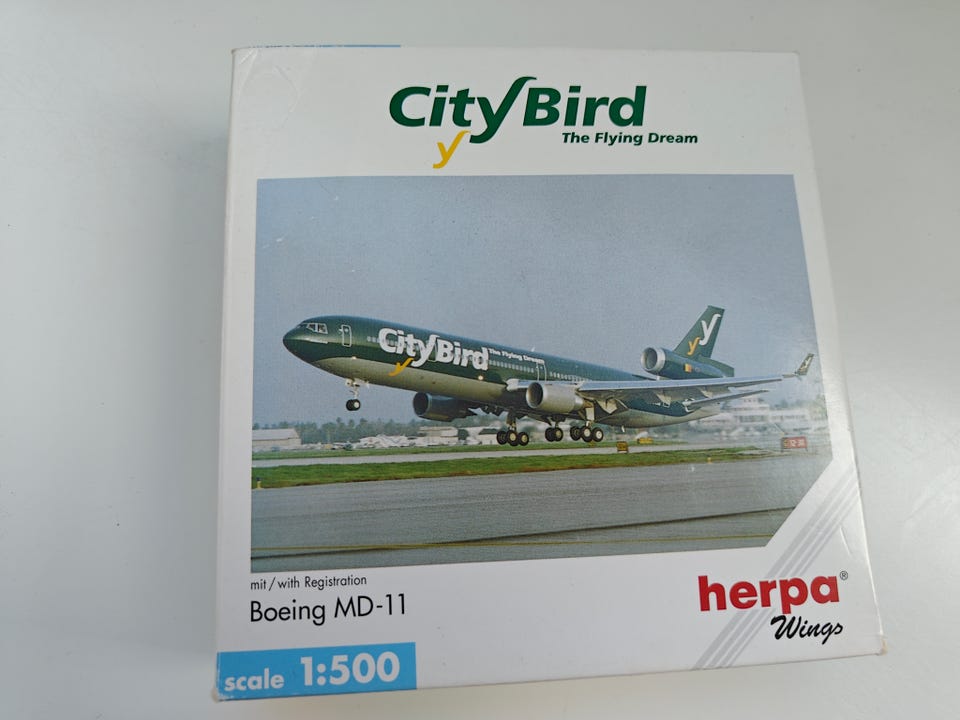 CityBird
y
The Flying Dream
CityBird The Flying Dream
y
y
y
mit / with Registration
Boeing MD-11
herpa®
Wings
scale 1:500